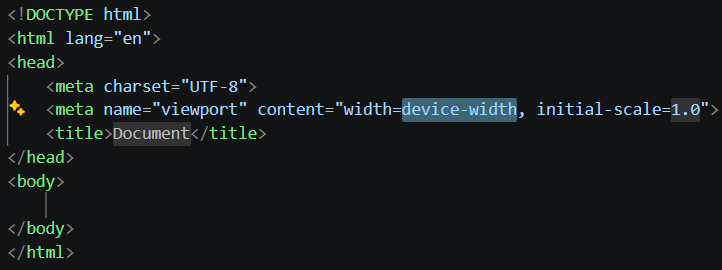 <!DOCTYPE html>
<html lang="en">
<head>
    <meta charset="UTF-8">
    <meta name="viewport" content="width=device-width, initial-scale=1.0">
    <title>Document</title>
</head>
<body>
</body>
</html>